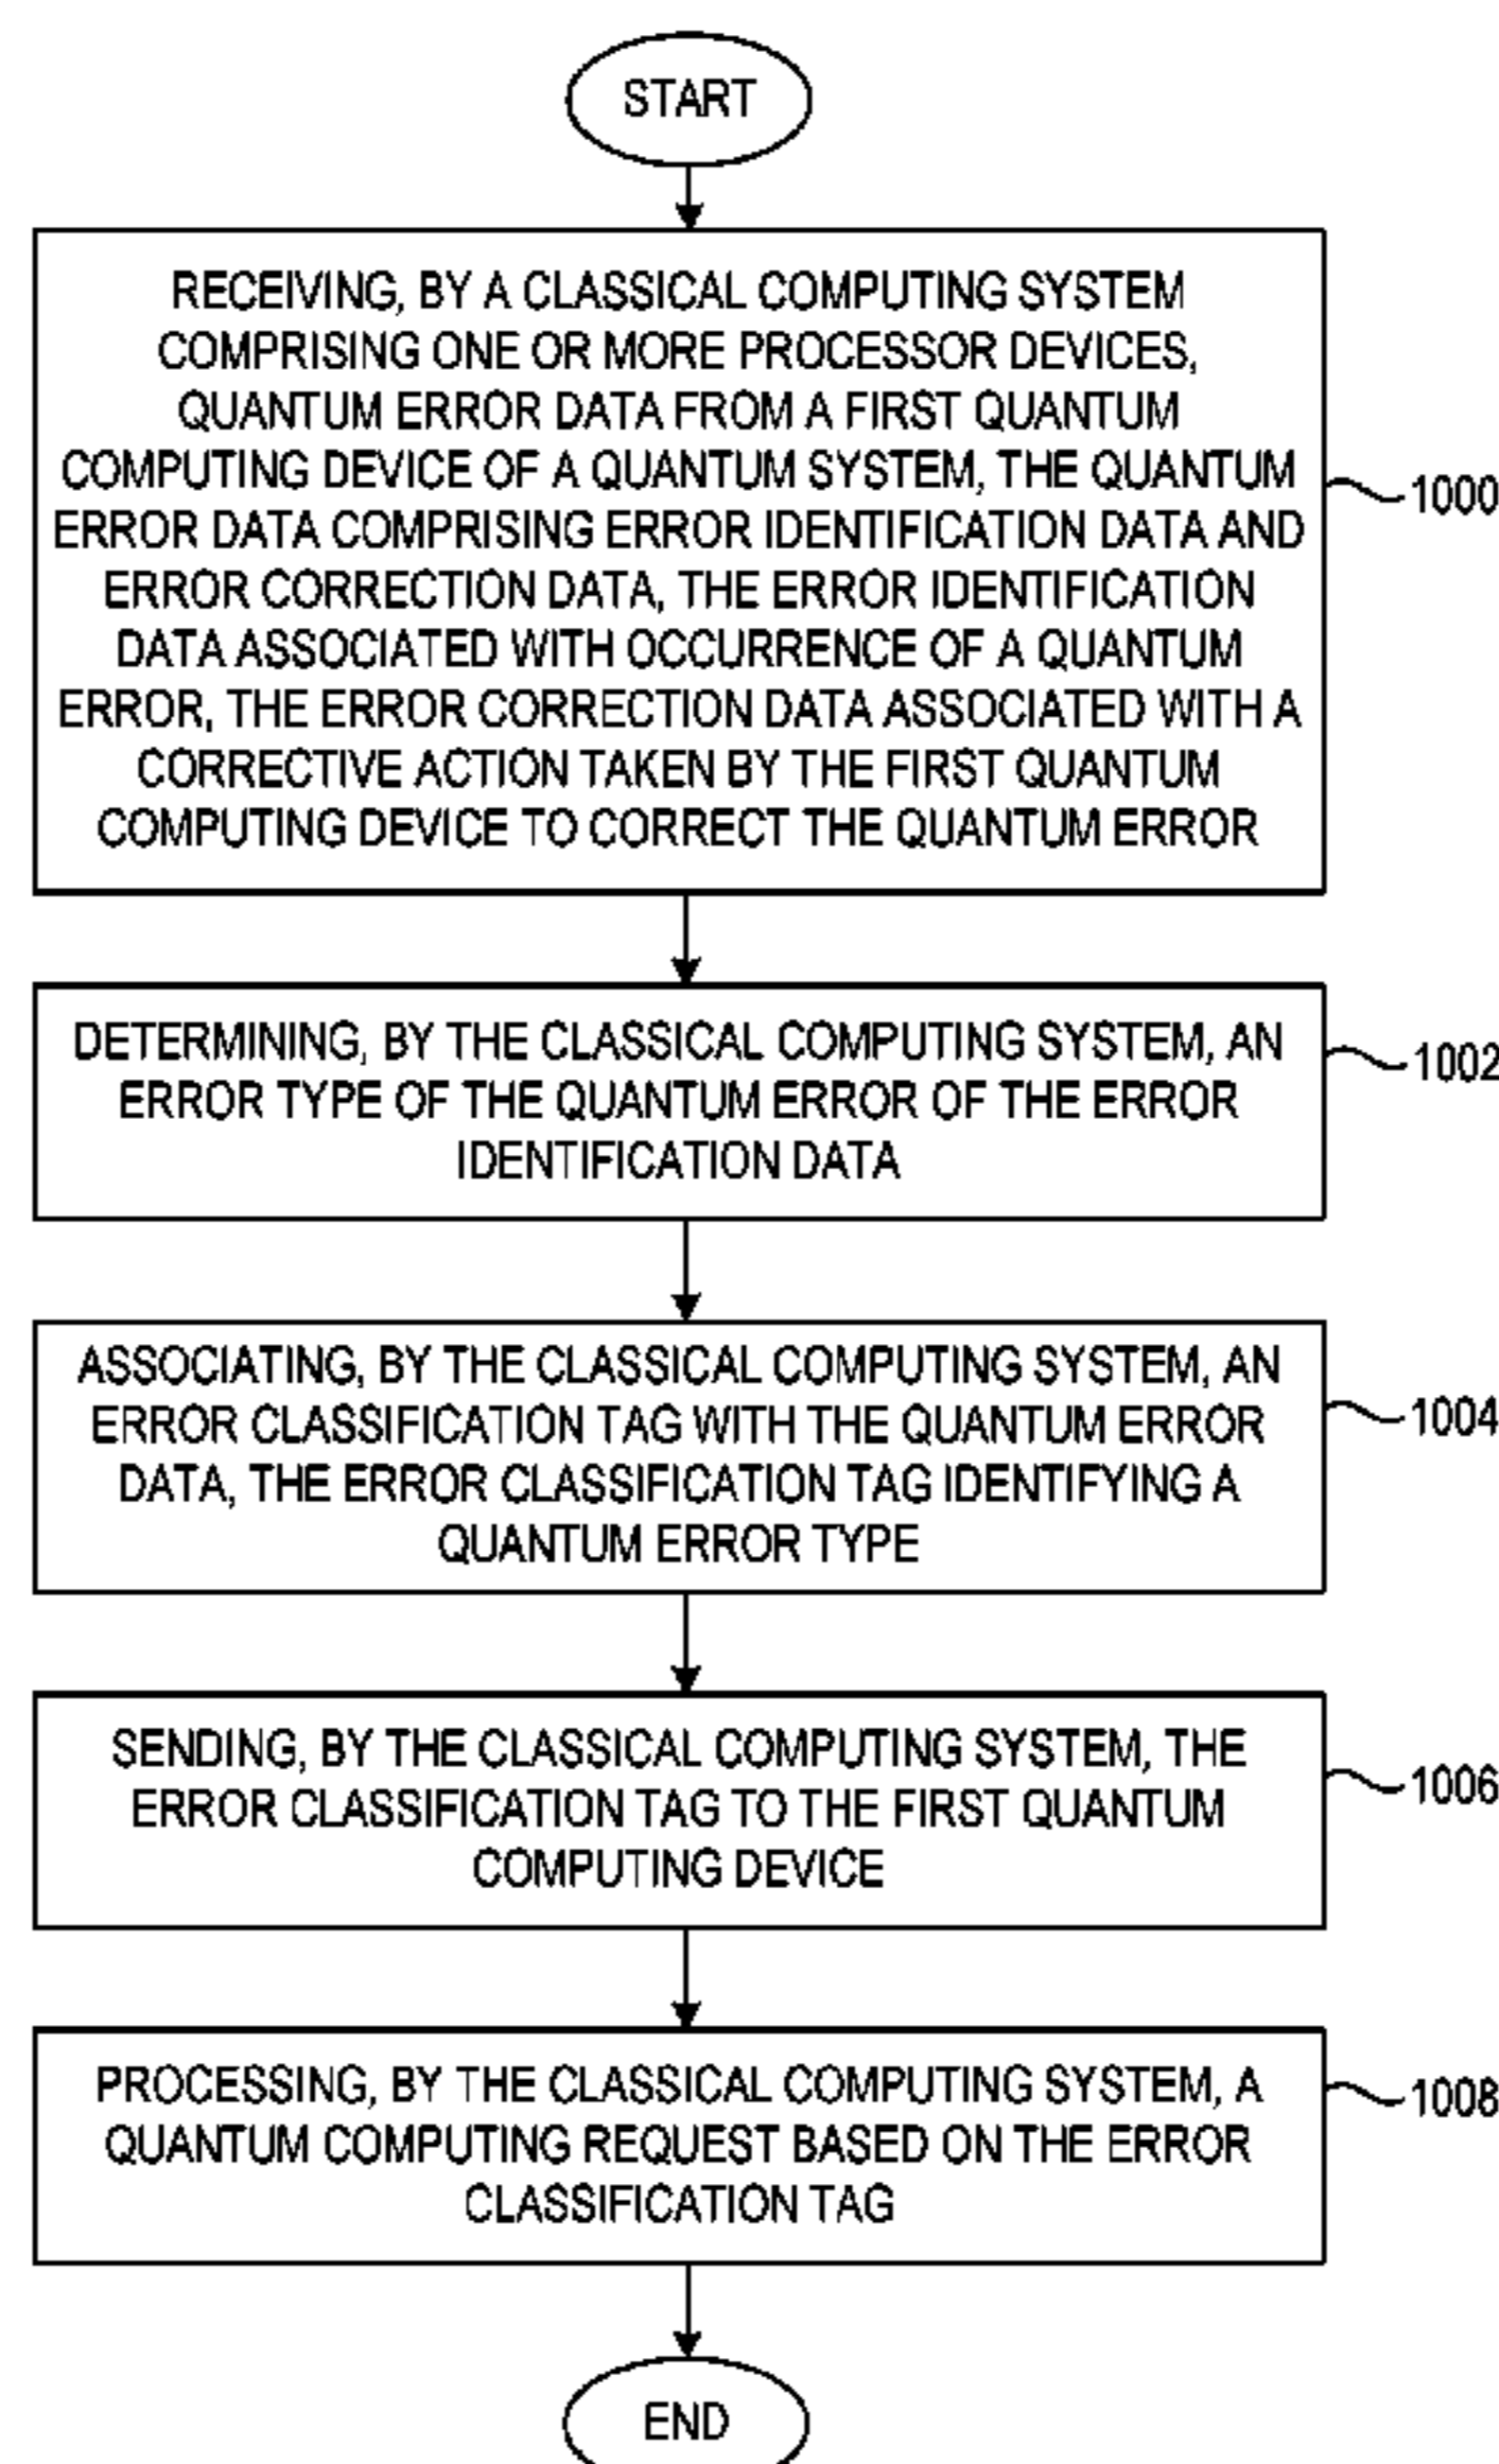 START
RECEIVING, BY A CLASSICAL COMPUTING SYSTEM
COMPRISING ONE OR MORE PROCESSOR DEVICES,
QUANTUM ERROR DATA FROM A FIRST QUANTUM
COMPUTING DEVICE OF A QUANTUM SYSTEM, THE QUANTUM
ERROR DATA COMPRISING ERROR IDENTIFICATION DATA AND
ERROR CORRECTION DATA, THE ERROR IDENTIFICATION
DATA ASSOCIATED WITH OCCURRENCE OF A QUANTUM
ERROR, THE ERROR CORRECTION DATA ASSOCIATED WITH A
CORRECTIVE ACTION TAKEN BY THE FIRST QUANTUM
COMPUTING DEVICE TO CORRECT THE QUANTUM ERROR
1000
DETERMINING, BY THE CLASSICAL COMPUTING SYSTEM, AN
ERROR TYPE OF THE QUANTUM ERROR OF THE ERROR
IDENTIFICATION DATA
1002
ASSOCIATING, BY THE CLASSICAL COMPUTING SYSTEM, AN
ERROR CLASSIFICATION TAG WITH THE QUANTUM ERROR
DATA, THE ERROR CLASSIFICATION TAG IDENTIFYING A
QUANTUM ERROR TYPE
1004
SENDING, BY THE CLASSICAL COMPUTING SYSTEM, THE
ERROR CLASSIFICATION TAG TO THE FIRST QUANTUM
COMPUTING DEVICE
1006
PROCESSING, BY THE CLASSICAL COMPUTING SYSTEM, A
QUANTUM COMPUTING REQUEST BASED ON THE ERROR
CLASSIFICATION TAG
1008
END